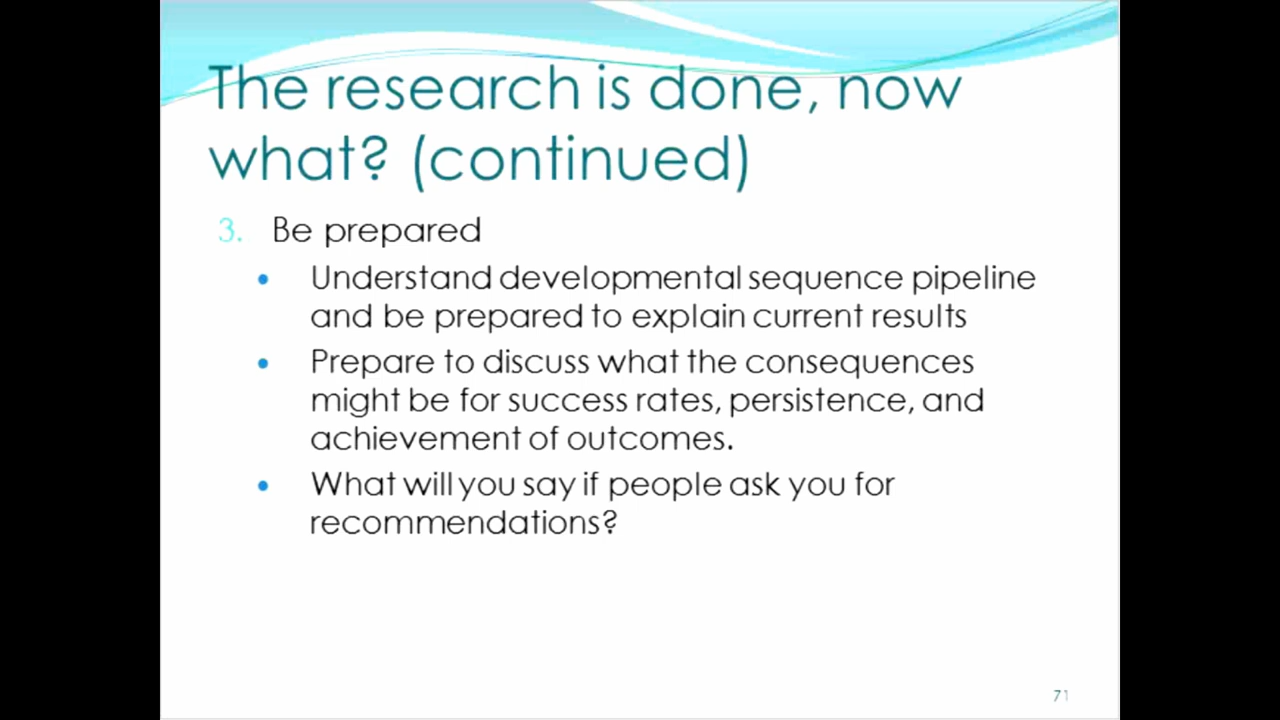 The research is done, now
what? (continued)
3. Be prepared
• Understand developmental sequence pipeline
and be prepared to explain current results
• Prepare to discuss what the consequences
might be for success rates, persistence, and
achievement of outcomes.
• What will you say if people ask you for
recommendations?
71